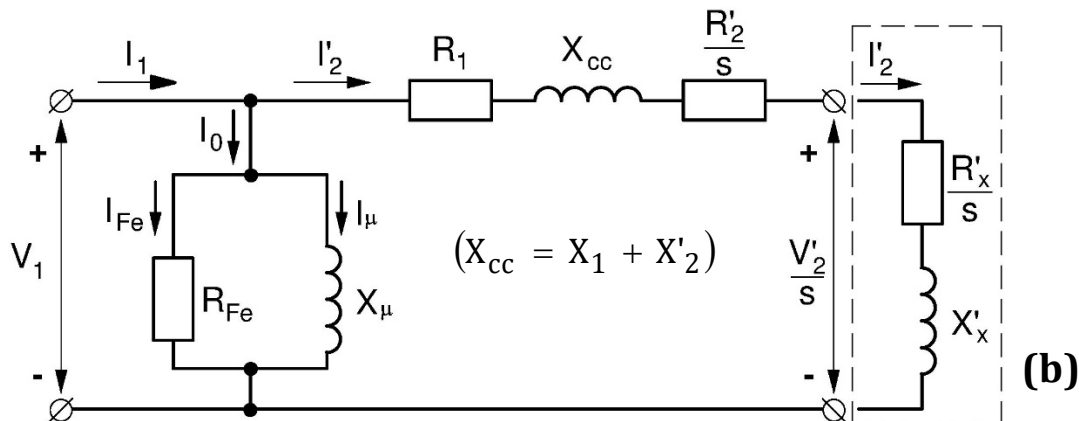 I1
I'2
R1
Xcc
R'2
s
I'2
+
I0
+
R'x
s
IFe
Iμ
V1
(Xcc = X1 + X'2)
V'2
s
RFe
Xμ
X'x
-
-
(b)